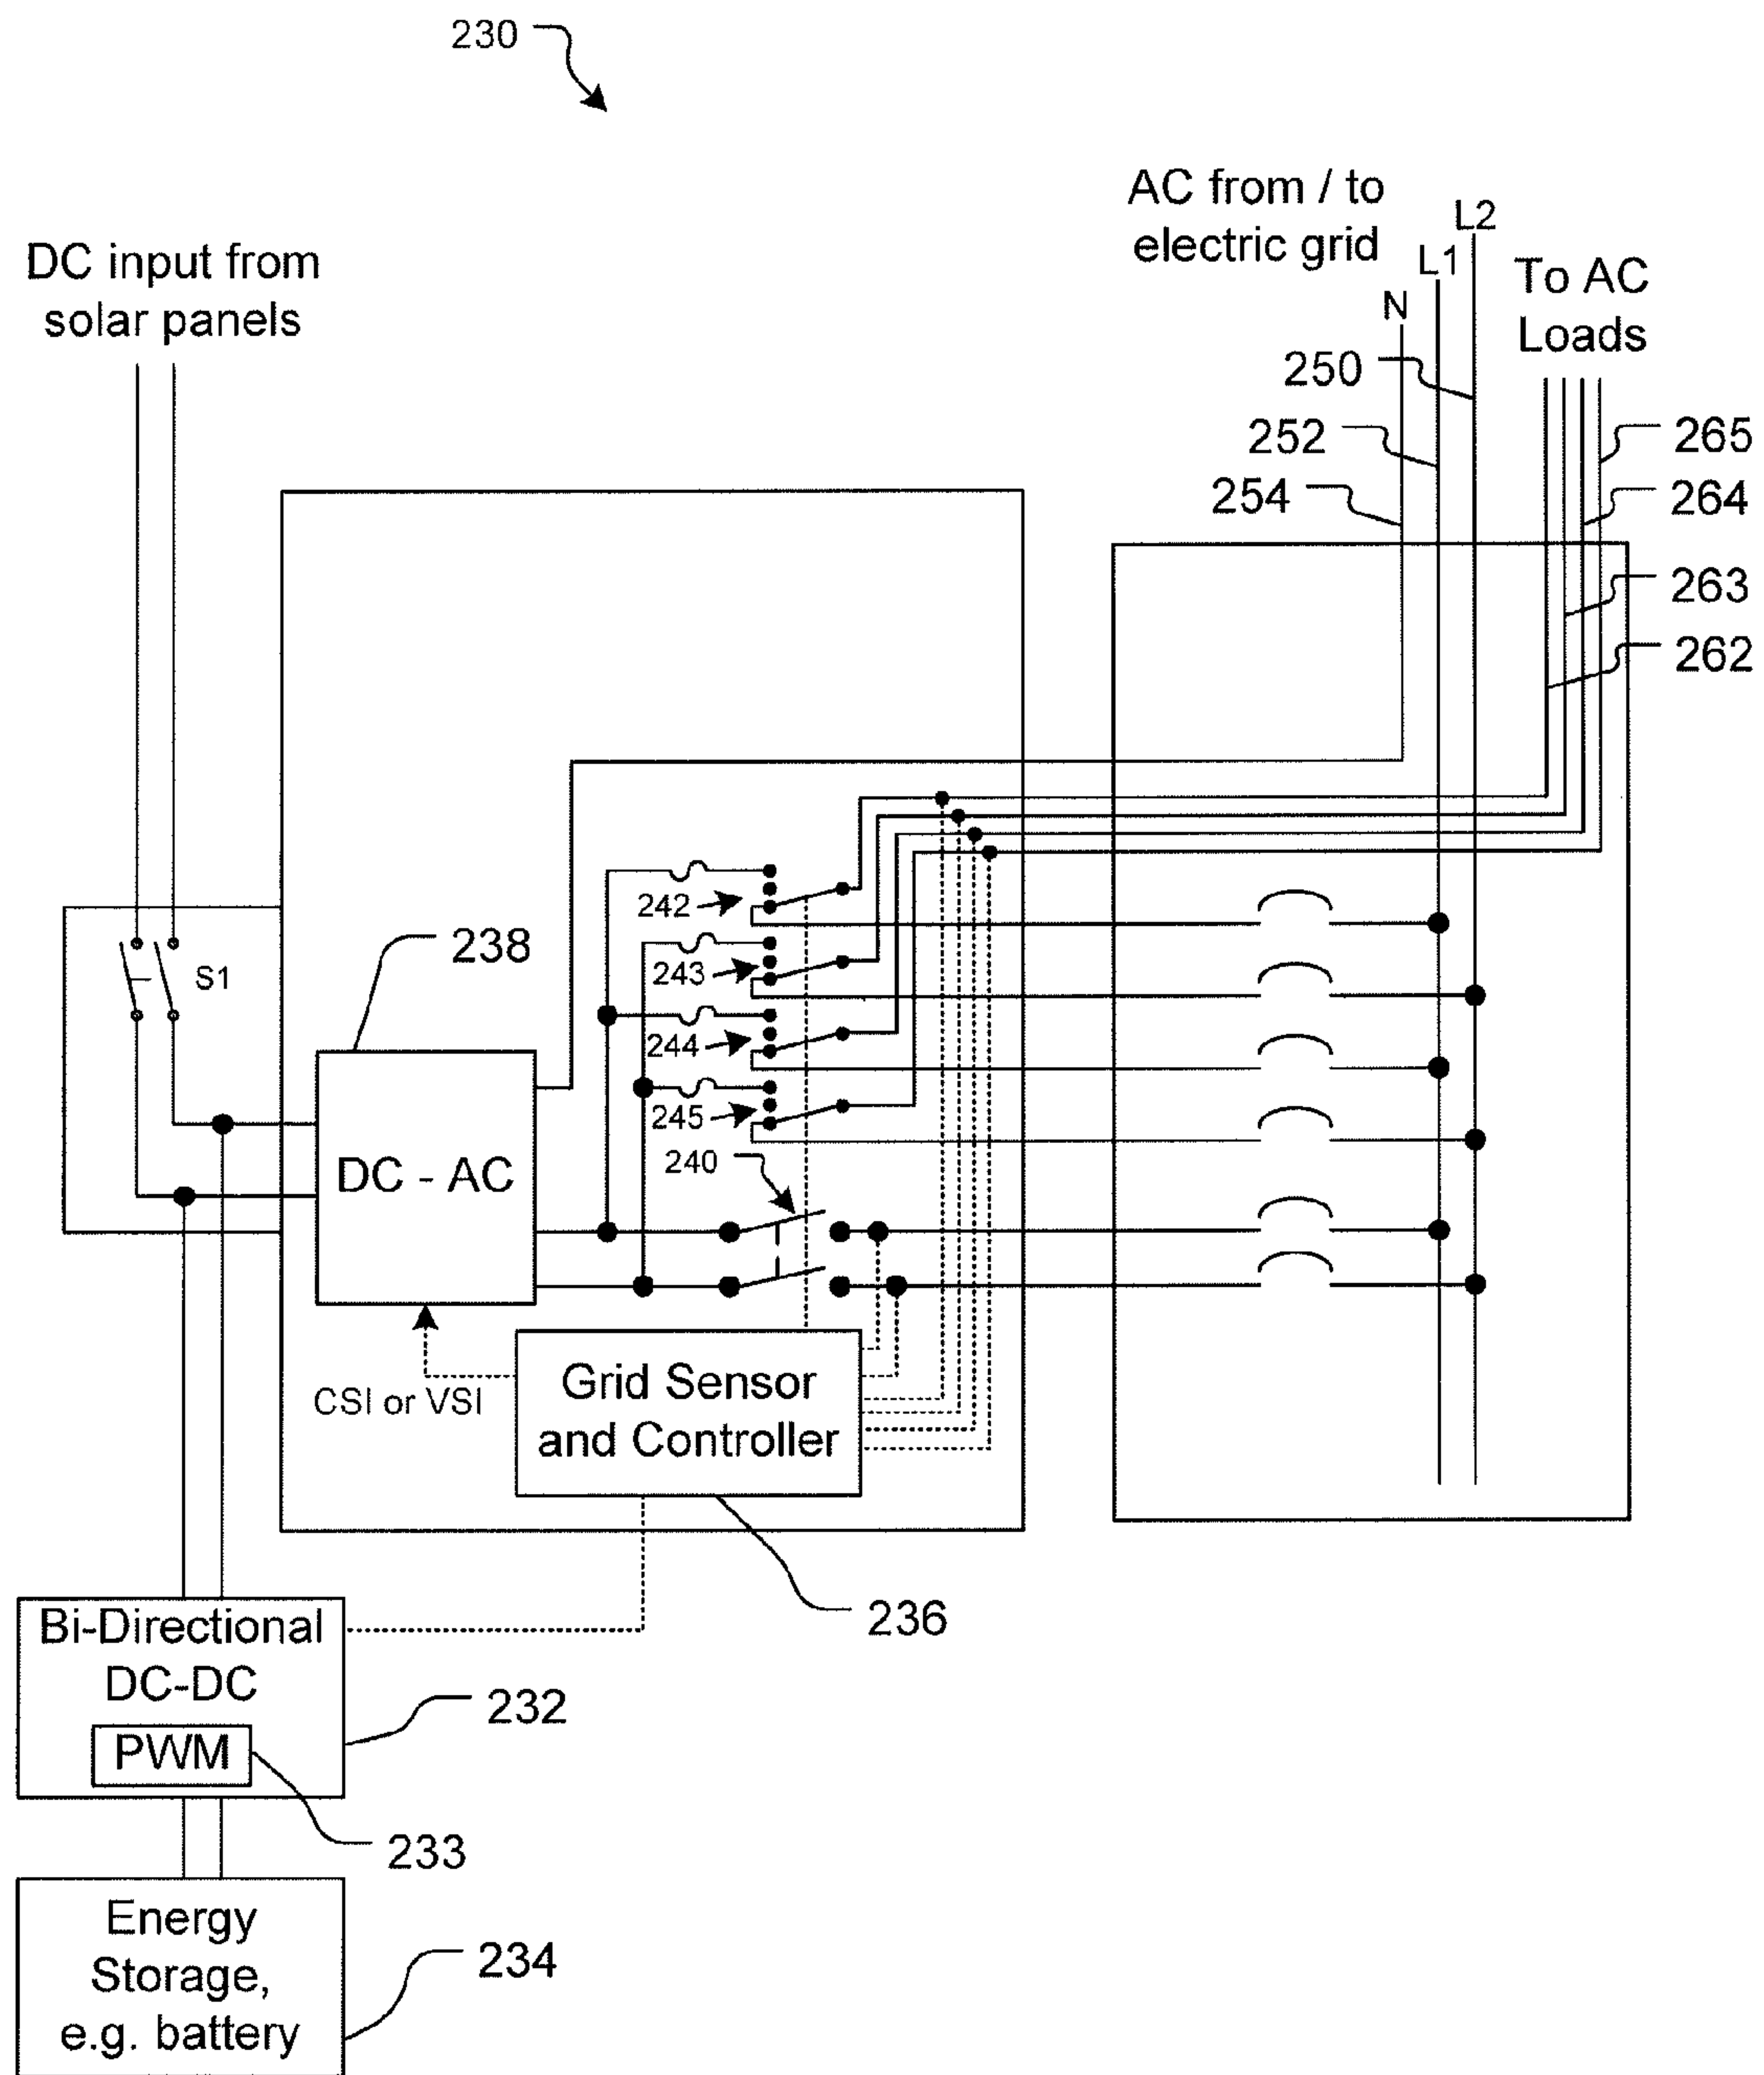 230
AC from / to
electric grid
L2
L1
N
To AC
Loads
DC input from
solar panels
250
252
254
265
264
263
262
242
243
244
245
240
238
S1
DC - AC
CSI or VSI
Grid Sensor
and Controller
236
Bi-Directional
DC-DC
PWM
232
233
Energy
Storage,
e.g. battery
234